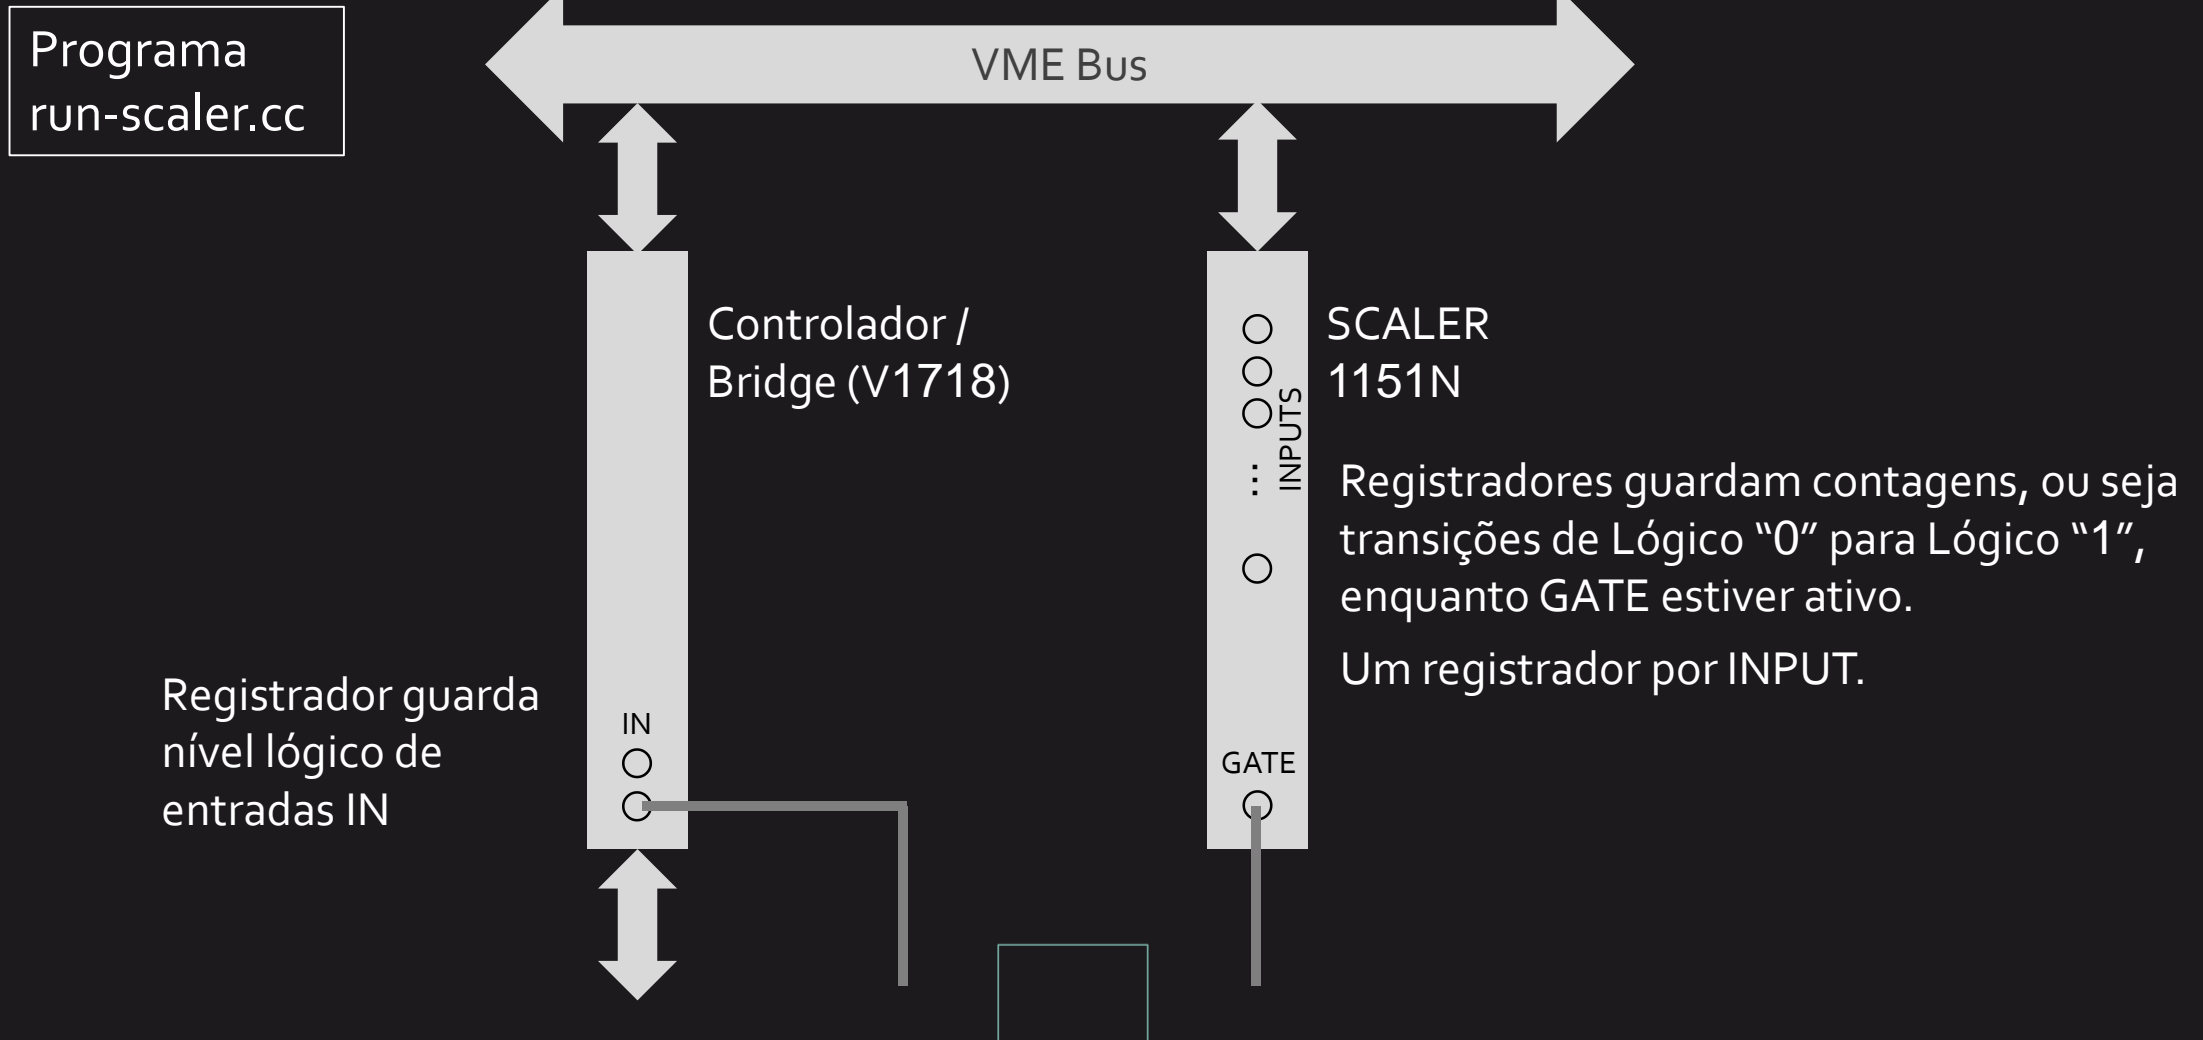 Programa
run-scaler.cc
VME Bus
Controlador /
Bridge (V1718)
SCALER
1151N
INPUTS
...
Registradores guardam contagens, ou seja
transições de Lógico “0” para Lógico “1”,
enquanto GATE estiver ativo.
Um registrador por INPUT.
Registrador guarda
nível lógico de
entradas IN
IN
GATE